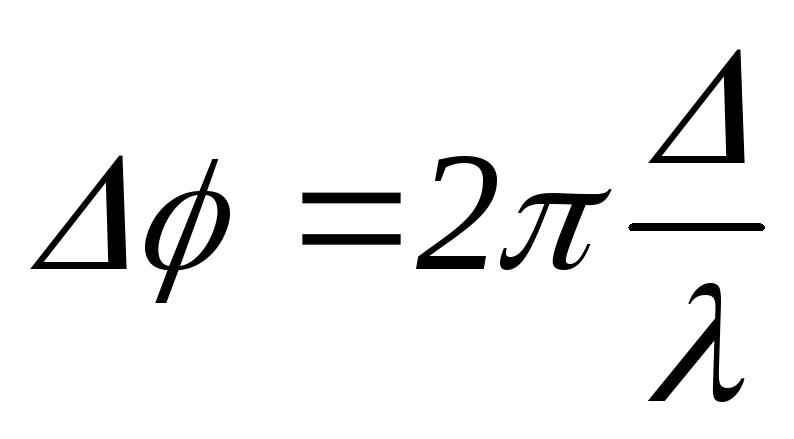 Δϕ = 2π Δ/λ